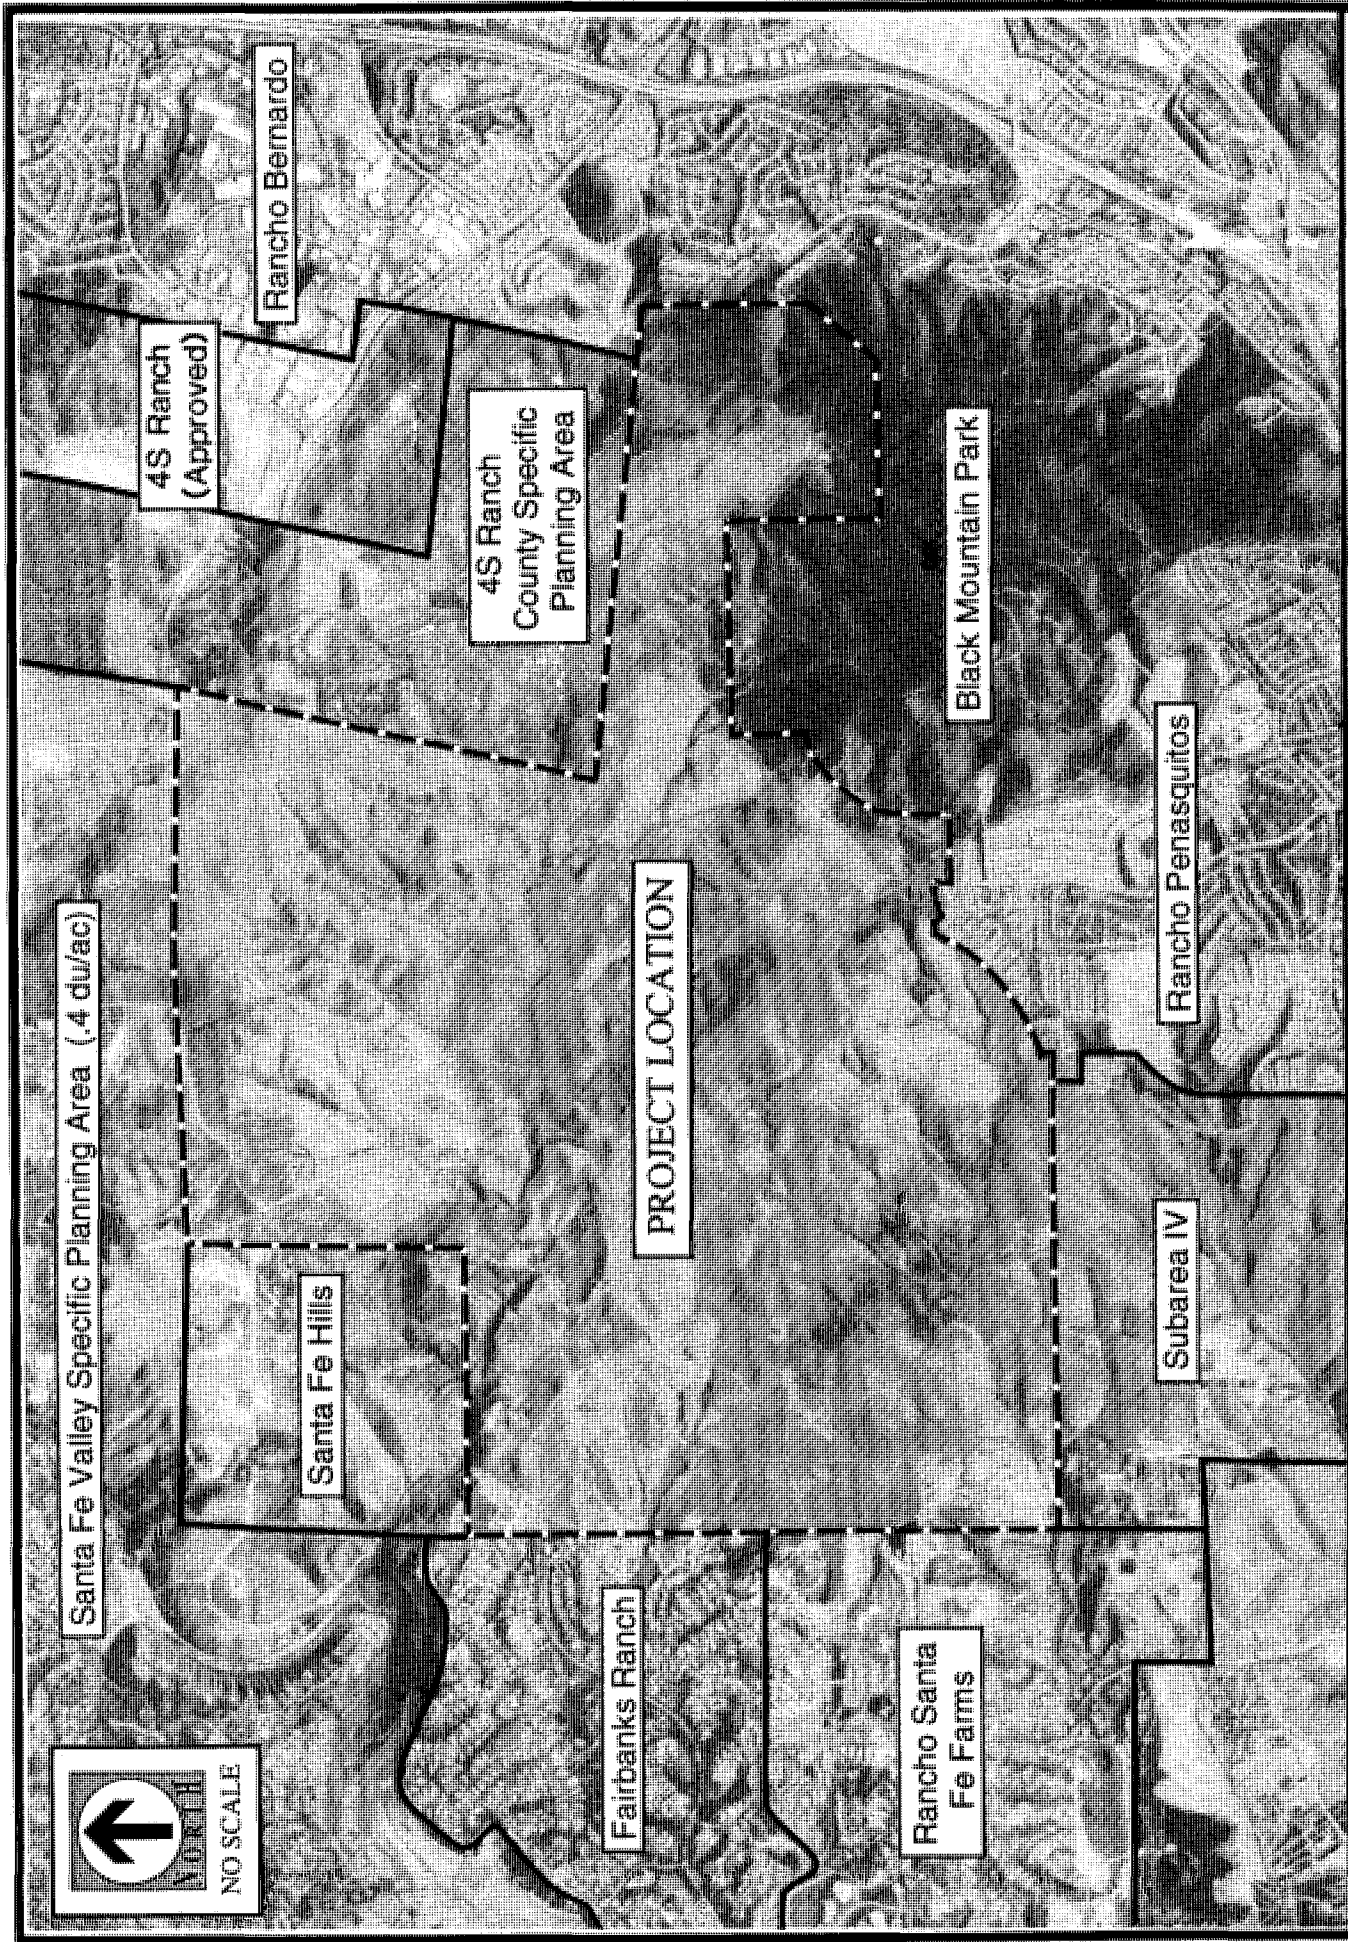 NORTH
NO SCALE
Santa Fe Valley Specific Planning Area (.4 du/ac)
4S Ranch
(Approved)
Rancho Bernardo
Santa Fe Hills
4S Ranch
County Specific
Planning Area
Fairbanks Ranch
PROJECT LOCATION
Rancho Santa
Fe Farms
Black Mountain Park
Subarea IV
Rancho Penasquitos